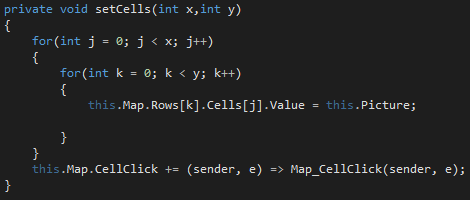 private void setCells(int x,int y)
{
for(int j = 0; j < x; j++)
{
for(int k = 0; k < y; k++)
{
this.Map.Rows[k].Cells[j].Value = this.Picture;
}
}
this.Map.CellClick += (sender, e) => Map_CellClick(sender, e);
}